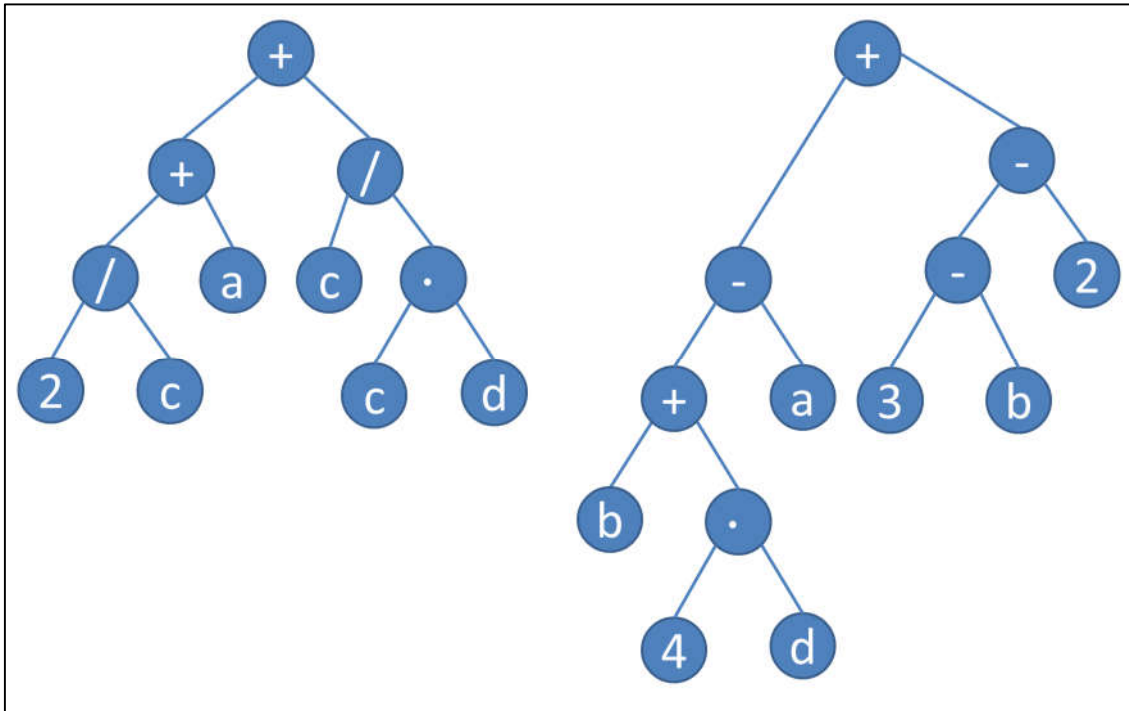 + +
+ / -
/ a c · - - 2
2 c c d + a 3 b
b ·
4 d